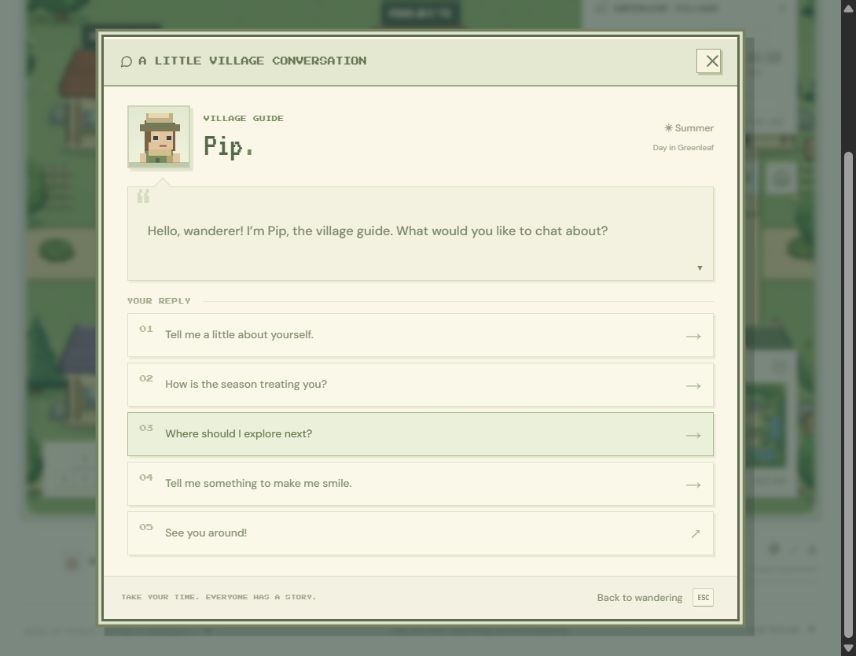 A LITTLE VILLAGE CONVERSATION
VILLAGE GUIDE
Pip.
☀ Summer
Day in Greenleaf
Hello, wanderer! I'm Pip, the village guide. What would you like to chat about?
YOUR REPLY
01 Tell me a little about yourself. →
02 How is the season treating you? →
03 Where should I explore next? →
04 Tell me something to make me smile. →
05 See you around! ↗
TAKE YOUR TIME. EVERYONE HAS A STORY.
Back to wandering ESC